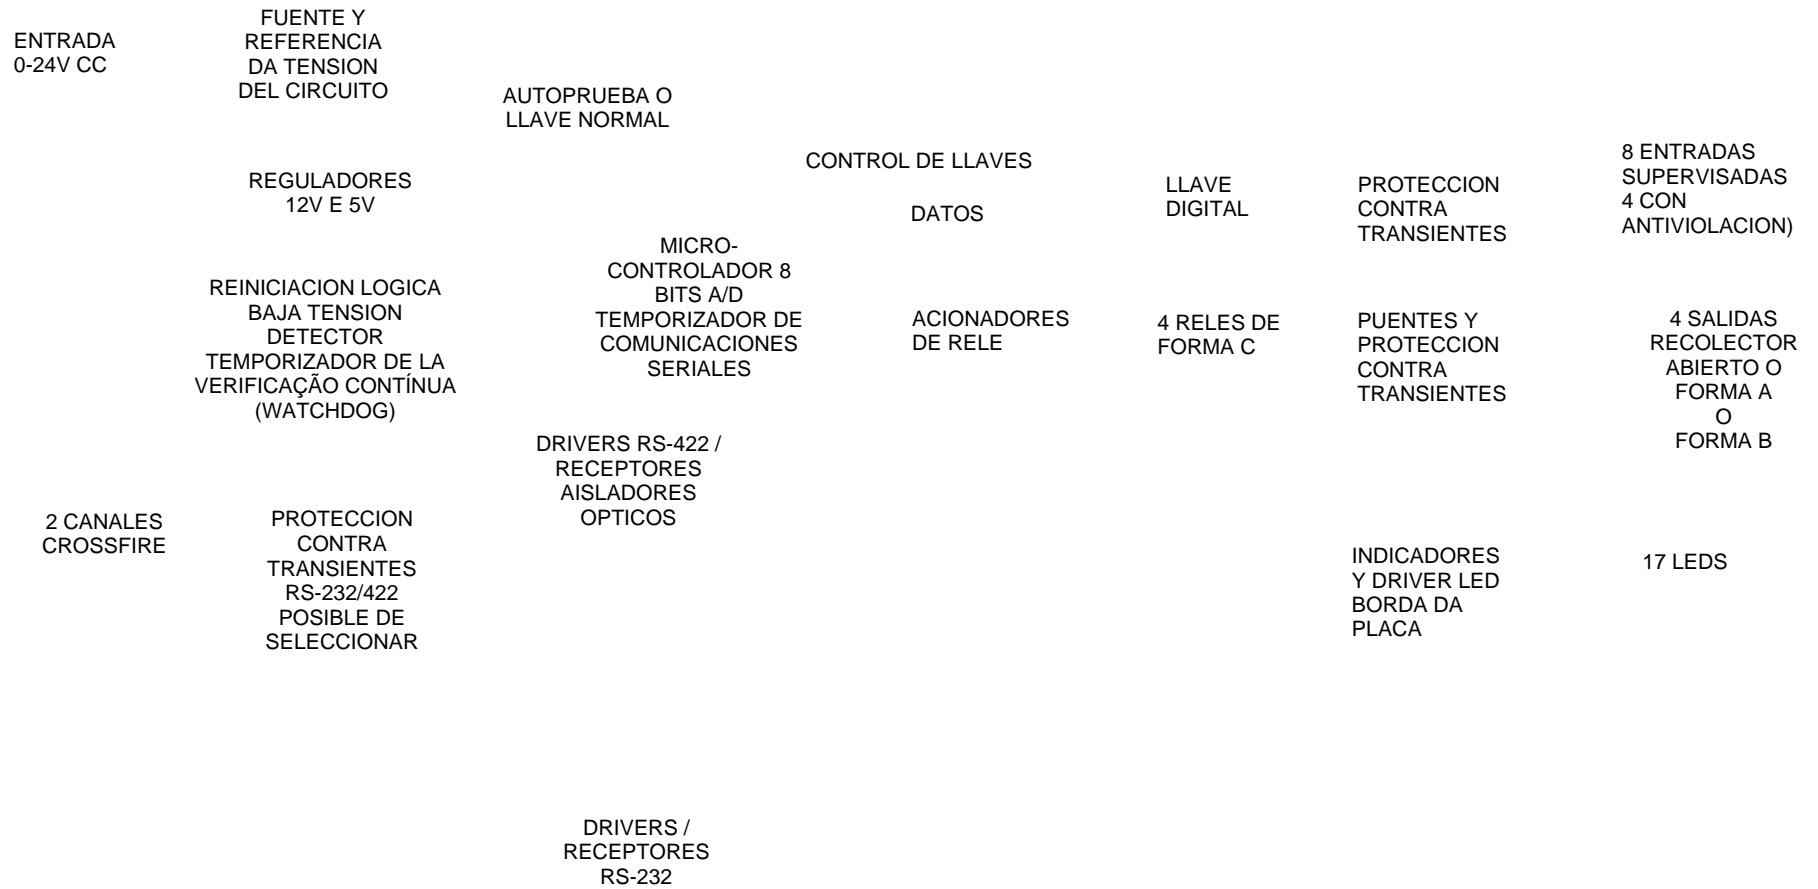 ENTRADA
0-24V CC
FUENTE Y
REFERENCIA
DA TENSION
DEL CIRCUITO
AUTOPRUEBA O
LLAVE NORMAL
CONTROL DE LLAVES
REGULADORES
12V E 5V
DATOS
LLAVE
DIGITAL
PROTECCION
CONTRA
TRANSIENTES
8 ENTRADAS
SUPERVISADAS
4 CON
ANTIVIOLACION)
REINICIACION LOGICA
BAJA TENSION
DETECTOR
TEMPORIZADOR DE LA
VERIFICAÇÃO CONTÍNUA
(WATCHDOG)
MICRO-
CONTROLADOR 8
BITS A/D
TEMPORIZADOR DE
COMUNICACIONES
SERIALES
ACIONADORES
DE RELE
4 RELES DE
FORMA C
PUENTES Y
PROTECCION
CONTRA
TRANSIENTES
4 SALIDAS
RECOLECTOR
ABIERTO O
FORMA A
O
FORMA B
DRIVERS RS-422 /
RECEPTORES
AISLADORES
OPTICOS
2 CANALES
CROSSFIRE
PROTECCION
CONTRA
TRANSIENTES
RS-232/422
POSIBLE DE
SELECCIONAR
INDICADORES
Y DRIVER LED
BORDA DA
PLACA
17 LEDS
DRIVERS /
RECEPTORES
RS-232